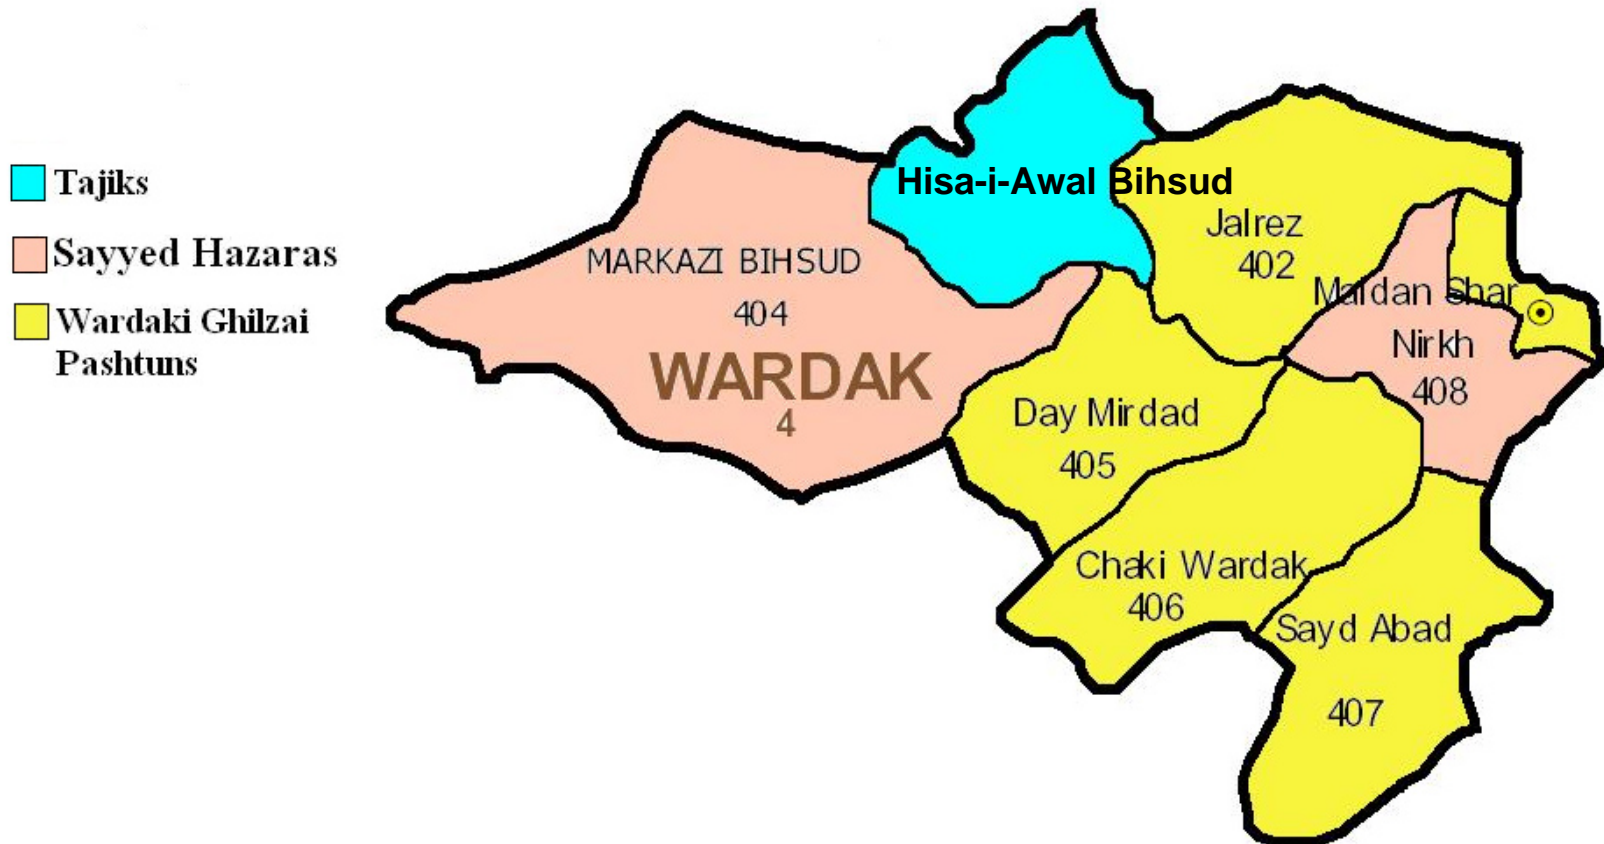 Tajiks
Sayyed Hazaras
Wardaki Ghilzai
Pashtuns
Hisa-i-Awal Bihsud
Jalrez
402
MARKAZI BIHSUD
404
WARDAK
4
Maidan Shar
Nirkh
408
Day Mirdad
405
Chaki Wardak
406
Sayd Abad
407